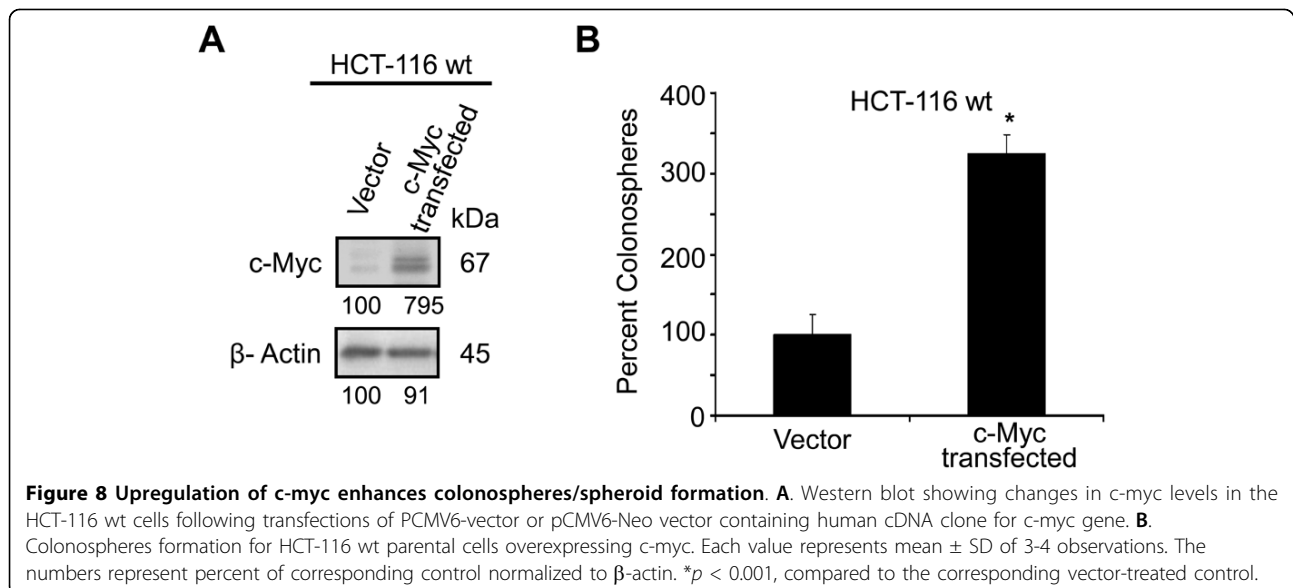 A
HCT-116 wt
Vector
c-Myc
transfected
kDa
c-Myc
67
100 795
β- Actin
45
100 91
B
HCT-116 wt
*
Percent Colonospheres
400
300
200
100
0
Vector
c-Myc
transfected
Figure 8 Upregulation of c-myc enhances colonospheres/spheroid formation. A. Western blot showing changes in c-myc levels in the
HCT-116 wt cells following transfections of PCMV6-vector or pCMV6-Neo vector containing human cDNA clone for c-myc gene. B.
Colonospheres formation for HCT-116 wt parental cells overexpressing c-myc. Each value represents mean ± SD of 3-4 observations. The
numbers represent percent of corresponding control normalized to β-actin. *p < 0.001, compared to the corresponding vector-treated control.